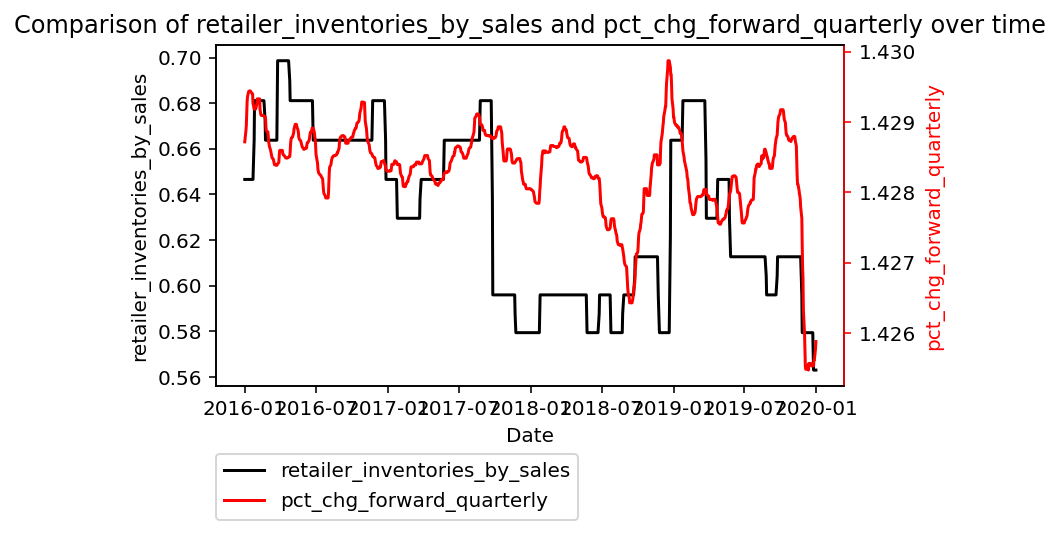 Comparison of retailer_inventories_by_sales and pct_chg_forward_quarterly over time
retailer_inventories_by_sales
0.70
0.68
0.66
0.64
0.62
0.60
0.58
0.56
1.430
1.429
1.428
1.427
1.426
pct_chg_forward_quarterly
2016-01 2016-07 2017-01 2017-07 2018-01 2018-07 2019-01 2019-07 2020-01
Date
retailer_inventories_by_sales
pct_chg_forward_quarterly